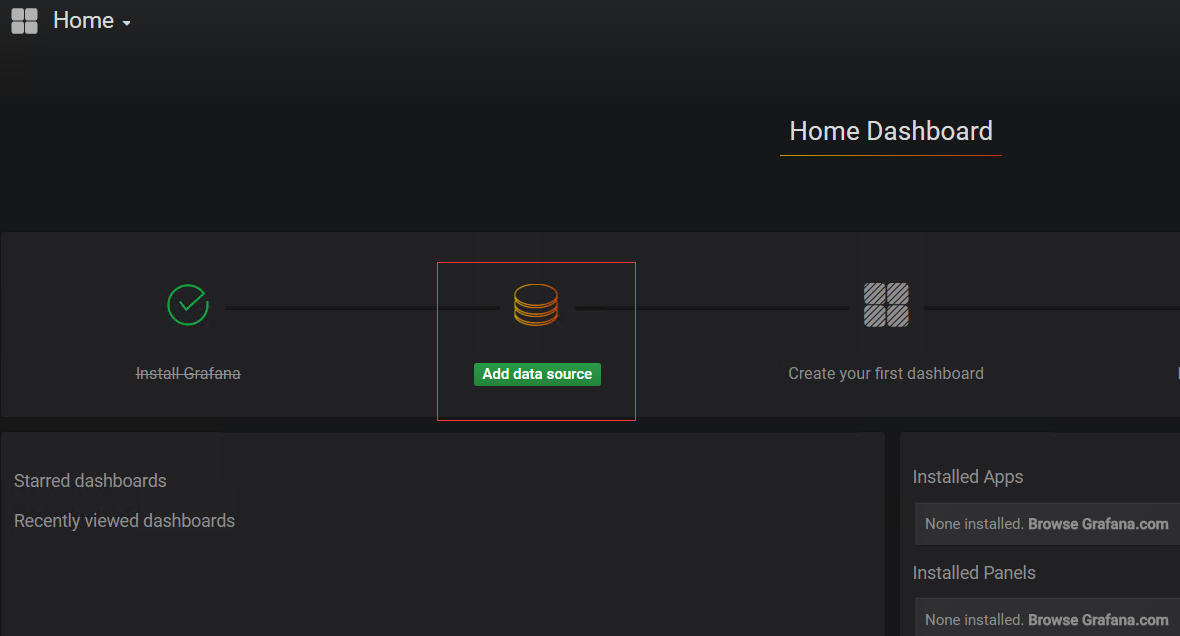 Home
Home Dashboard
Install Grafana
Add data source
Create your first dashboard
Starred dashboards
Recently viewed dashboards
Installed Apps
None installed. Browse Grafana.com
Installed Panels
None installed. Browse Grafana.com